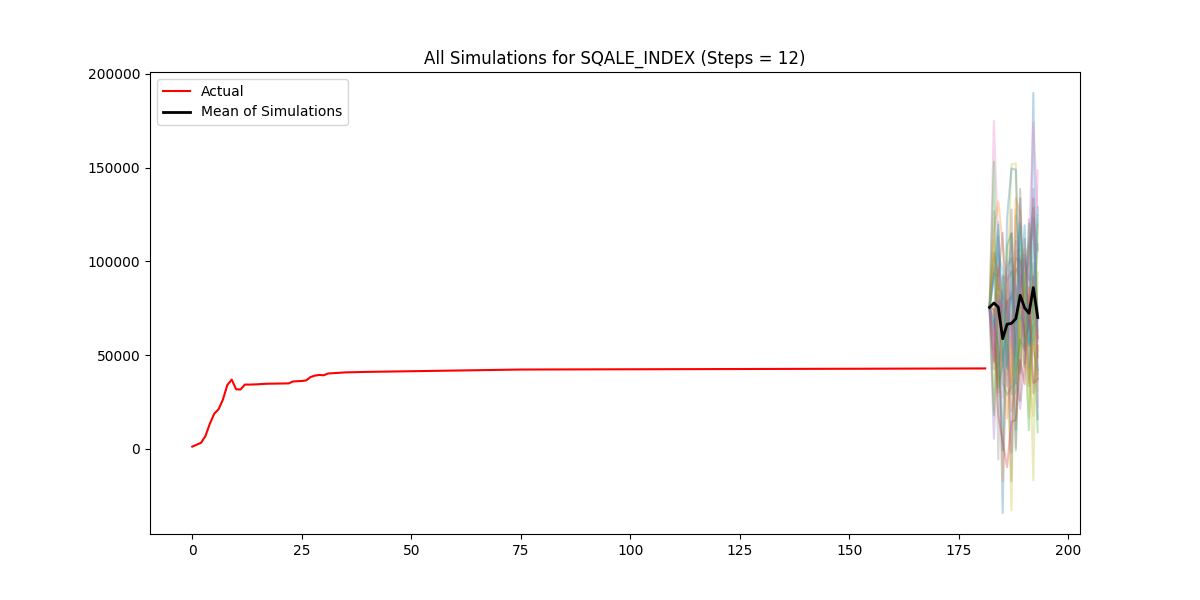 All Simulations for SQALE_INDEX (Steps = 12)
Actual
Mean of Simulations
200000
150000
100000
50000
0
0 25 50 75 100 125 150 175 200